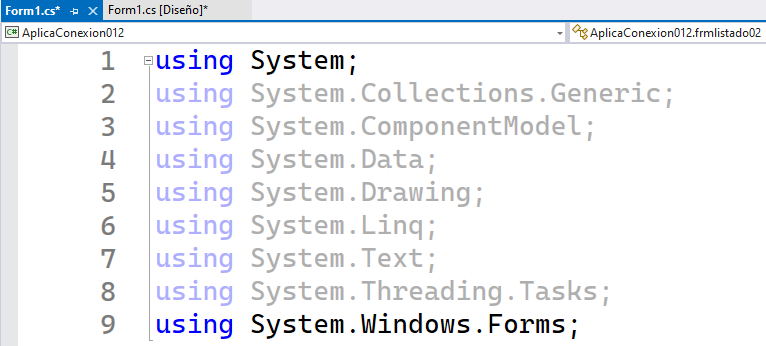 Form1.cs* Form1.cs [Diseño]*
C# AplicaConexion012 AplicaConexion012.frmlistado02
1 using System;
2 using System.Collections.Generic;
3 using System.ComponentModel;
4 using System.Data;
5 using System.Drawing;
6 using System.Linq;
7 using System.Text;
8 using System.Threading.Tasks;
9 using System.Windows.Forms;